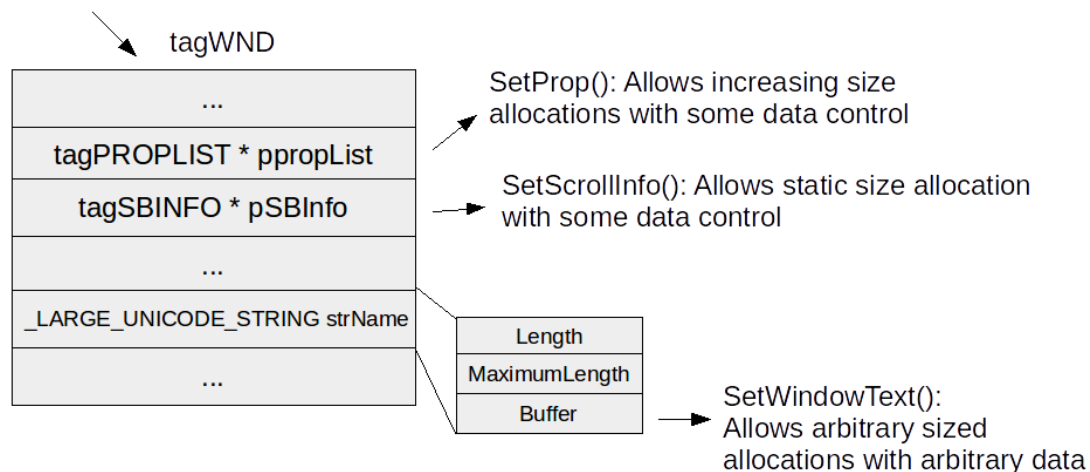 tagWND
...
tagPROPLIST * ppropList
tagSBINFO * pSBInfo
...
_LARGE_UNICODE_STRING strName
...
SetProp(): Allows increasing size
allocations with some data control
SetScrollInfo(): Allows static size allocation
with some data control
Length
MaximumLength
Buffer
SetWindowText():
Allows arbitrary sized
allocations with arbitrary data